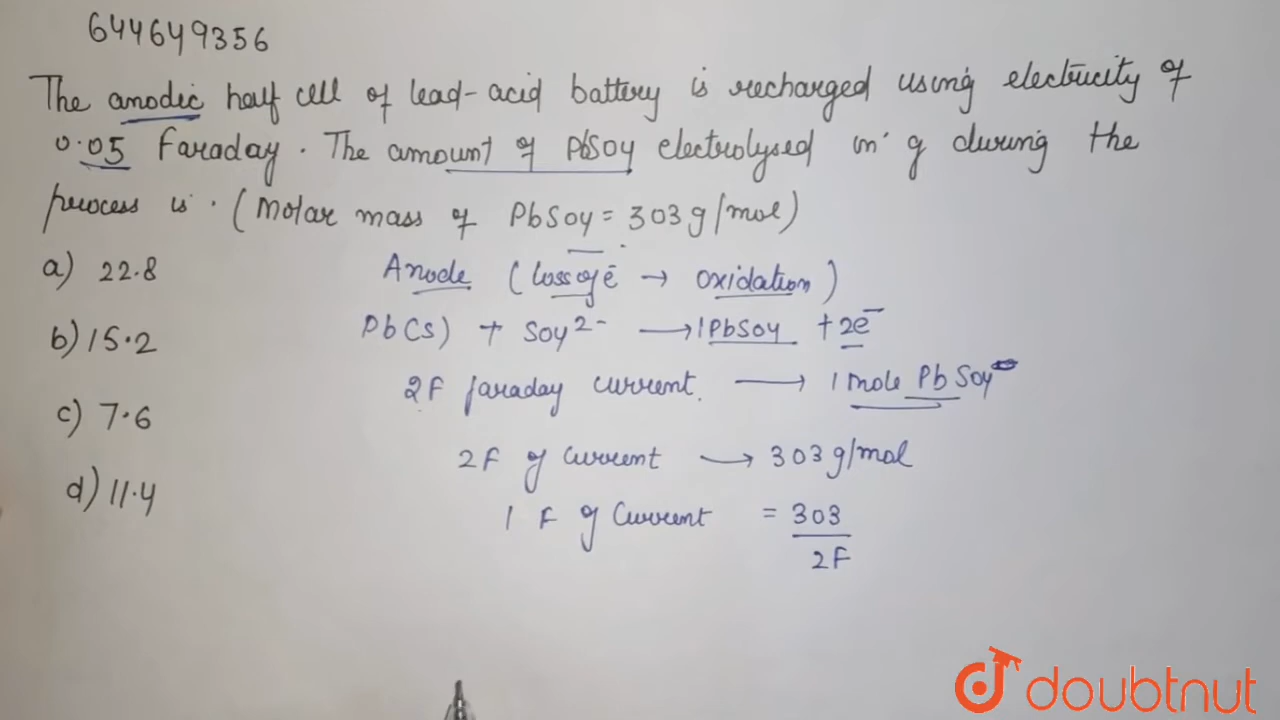 644649356
The anodic half cell of lead-acid battery is recharged using electricity of
0.05 Faraday. The amount of PbSO4 electrolysed in g during the
process is. (Molar mass of PbSO4 = 303 g/mol)
a) 22.8
Anode (loss of e̅ → oxidation)
Pb(s) + SO4²⁻ → 1PbSO4 + 2e⁻
b) 15.2
2F faraday current. → 1 mole PbSO4
c) 7.6
2F of current → 303 g/mol
d) 11.4
1 F of current = 303
2F
doubtnut